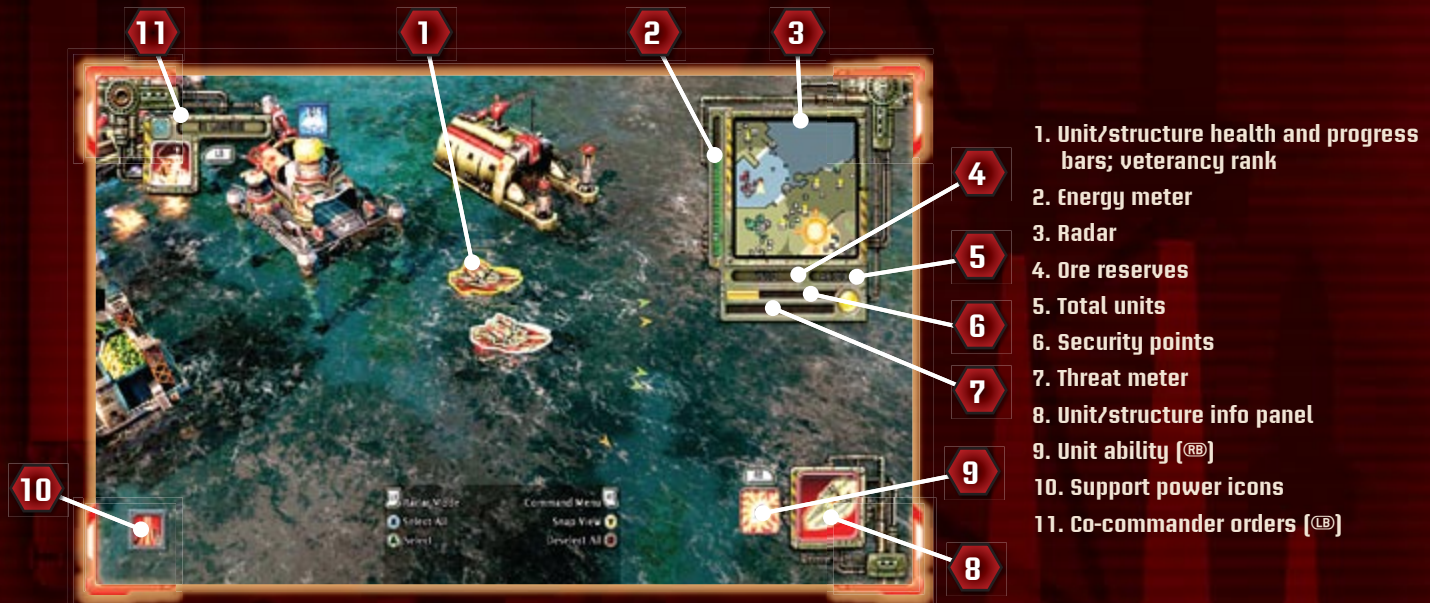 11
1
2
3
4
5
6
7
9
10
8
LB
Radar Mode
Command Menu
X Select All
Snap View Y
A Select
Deselect All B
1. Unit/structure health and progress
bars; veterancy rank
2. Energy meter
3. Radar
4. Ore reserves
5. Total units
6. Security points
7. Threat meter
8. Unit/structure info panel
9. Unit ability (RB)
10. Support power icons
11. Co-commander orders (LB)